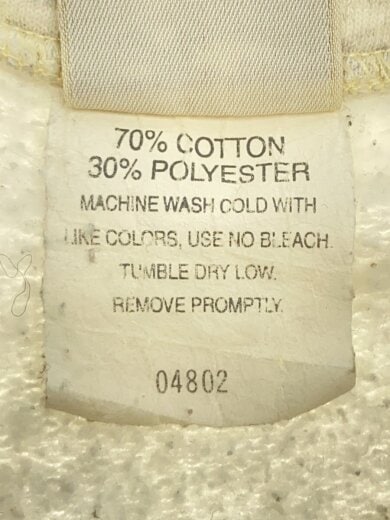 70% COTTON
30% POLYESTER
MACHINE WASH COLD WITH
LIKE COLORS, USE NO BLEACH.
TUMBLE DRY LOW.
REMOVE PROMPTLY.
04802